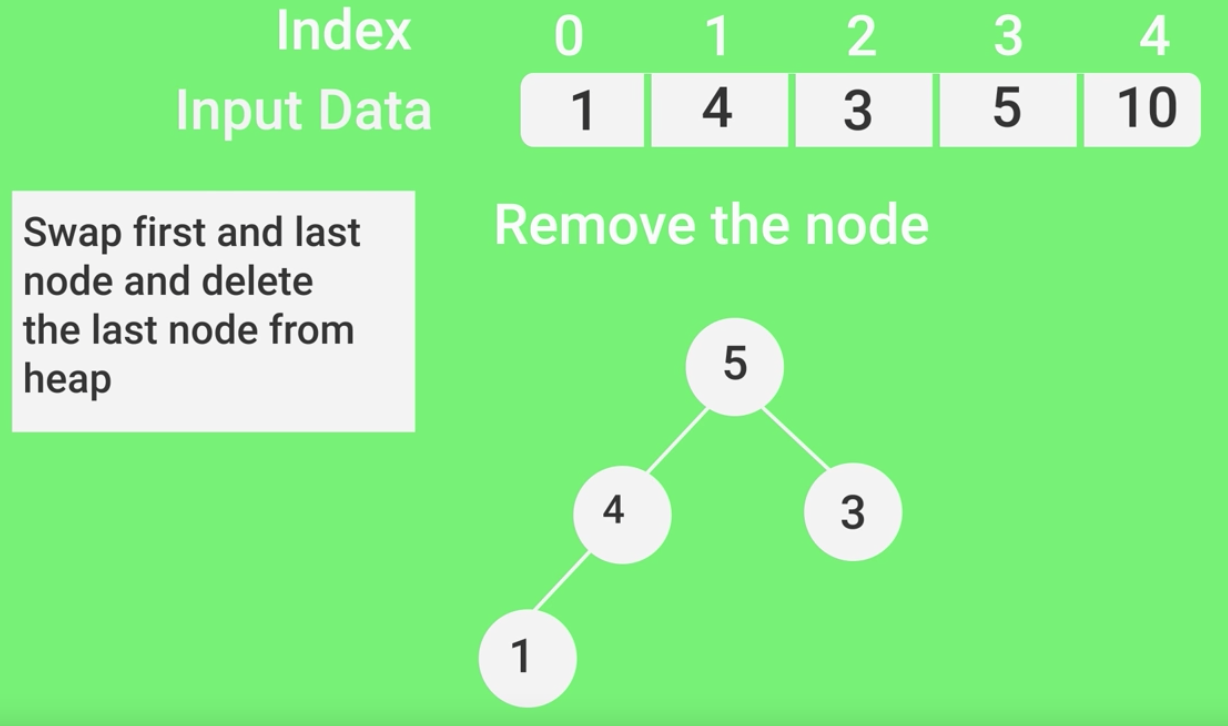 Index 0 1 2 3 4
Input Data 1 4 3 5 10
Swap first and last
node and delete
the last node from
heap
Remove the node
5
4 3
1